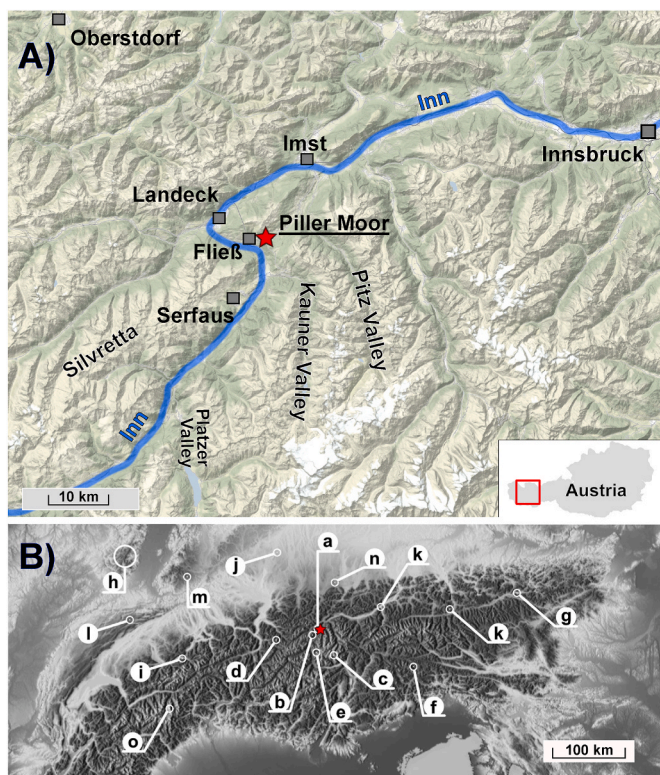 Oberstdorf
A)
Inn
Imst
Innsbruck
Landeck
Piller Moor
Fließ
Pitz Valley
Kauner Valley
Serfaus
Silvretta
Inn
Platzer
Valley
10 km
Austria
B)
a
j
n
k
h
m
g
l
k
i
d
b
e
c
f
o
100 km